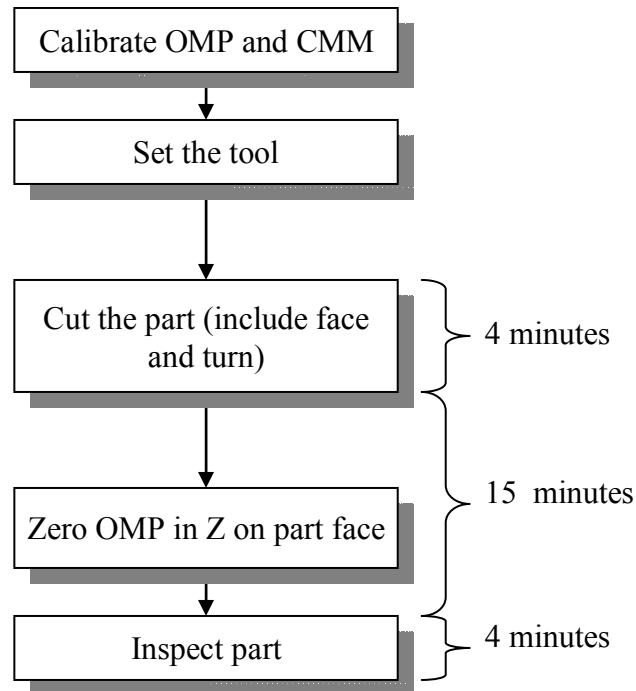 Calibrate OMP and CMM
Set the tool
Cut the part (include face
and turn)
4 minutes
15 minutes
Zero OMP in Z on part face
Inspect part
4 minutes